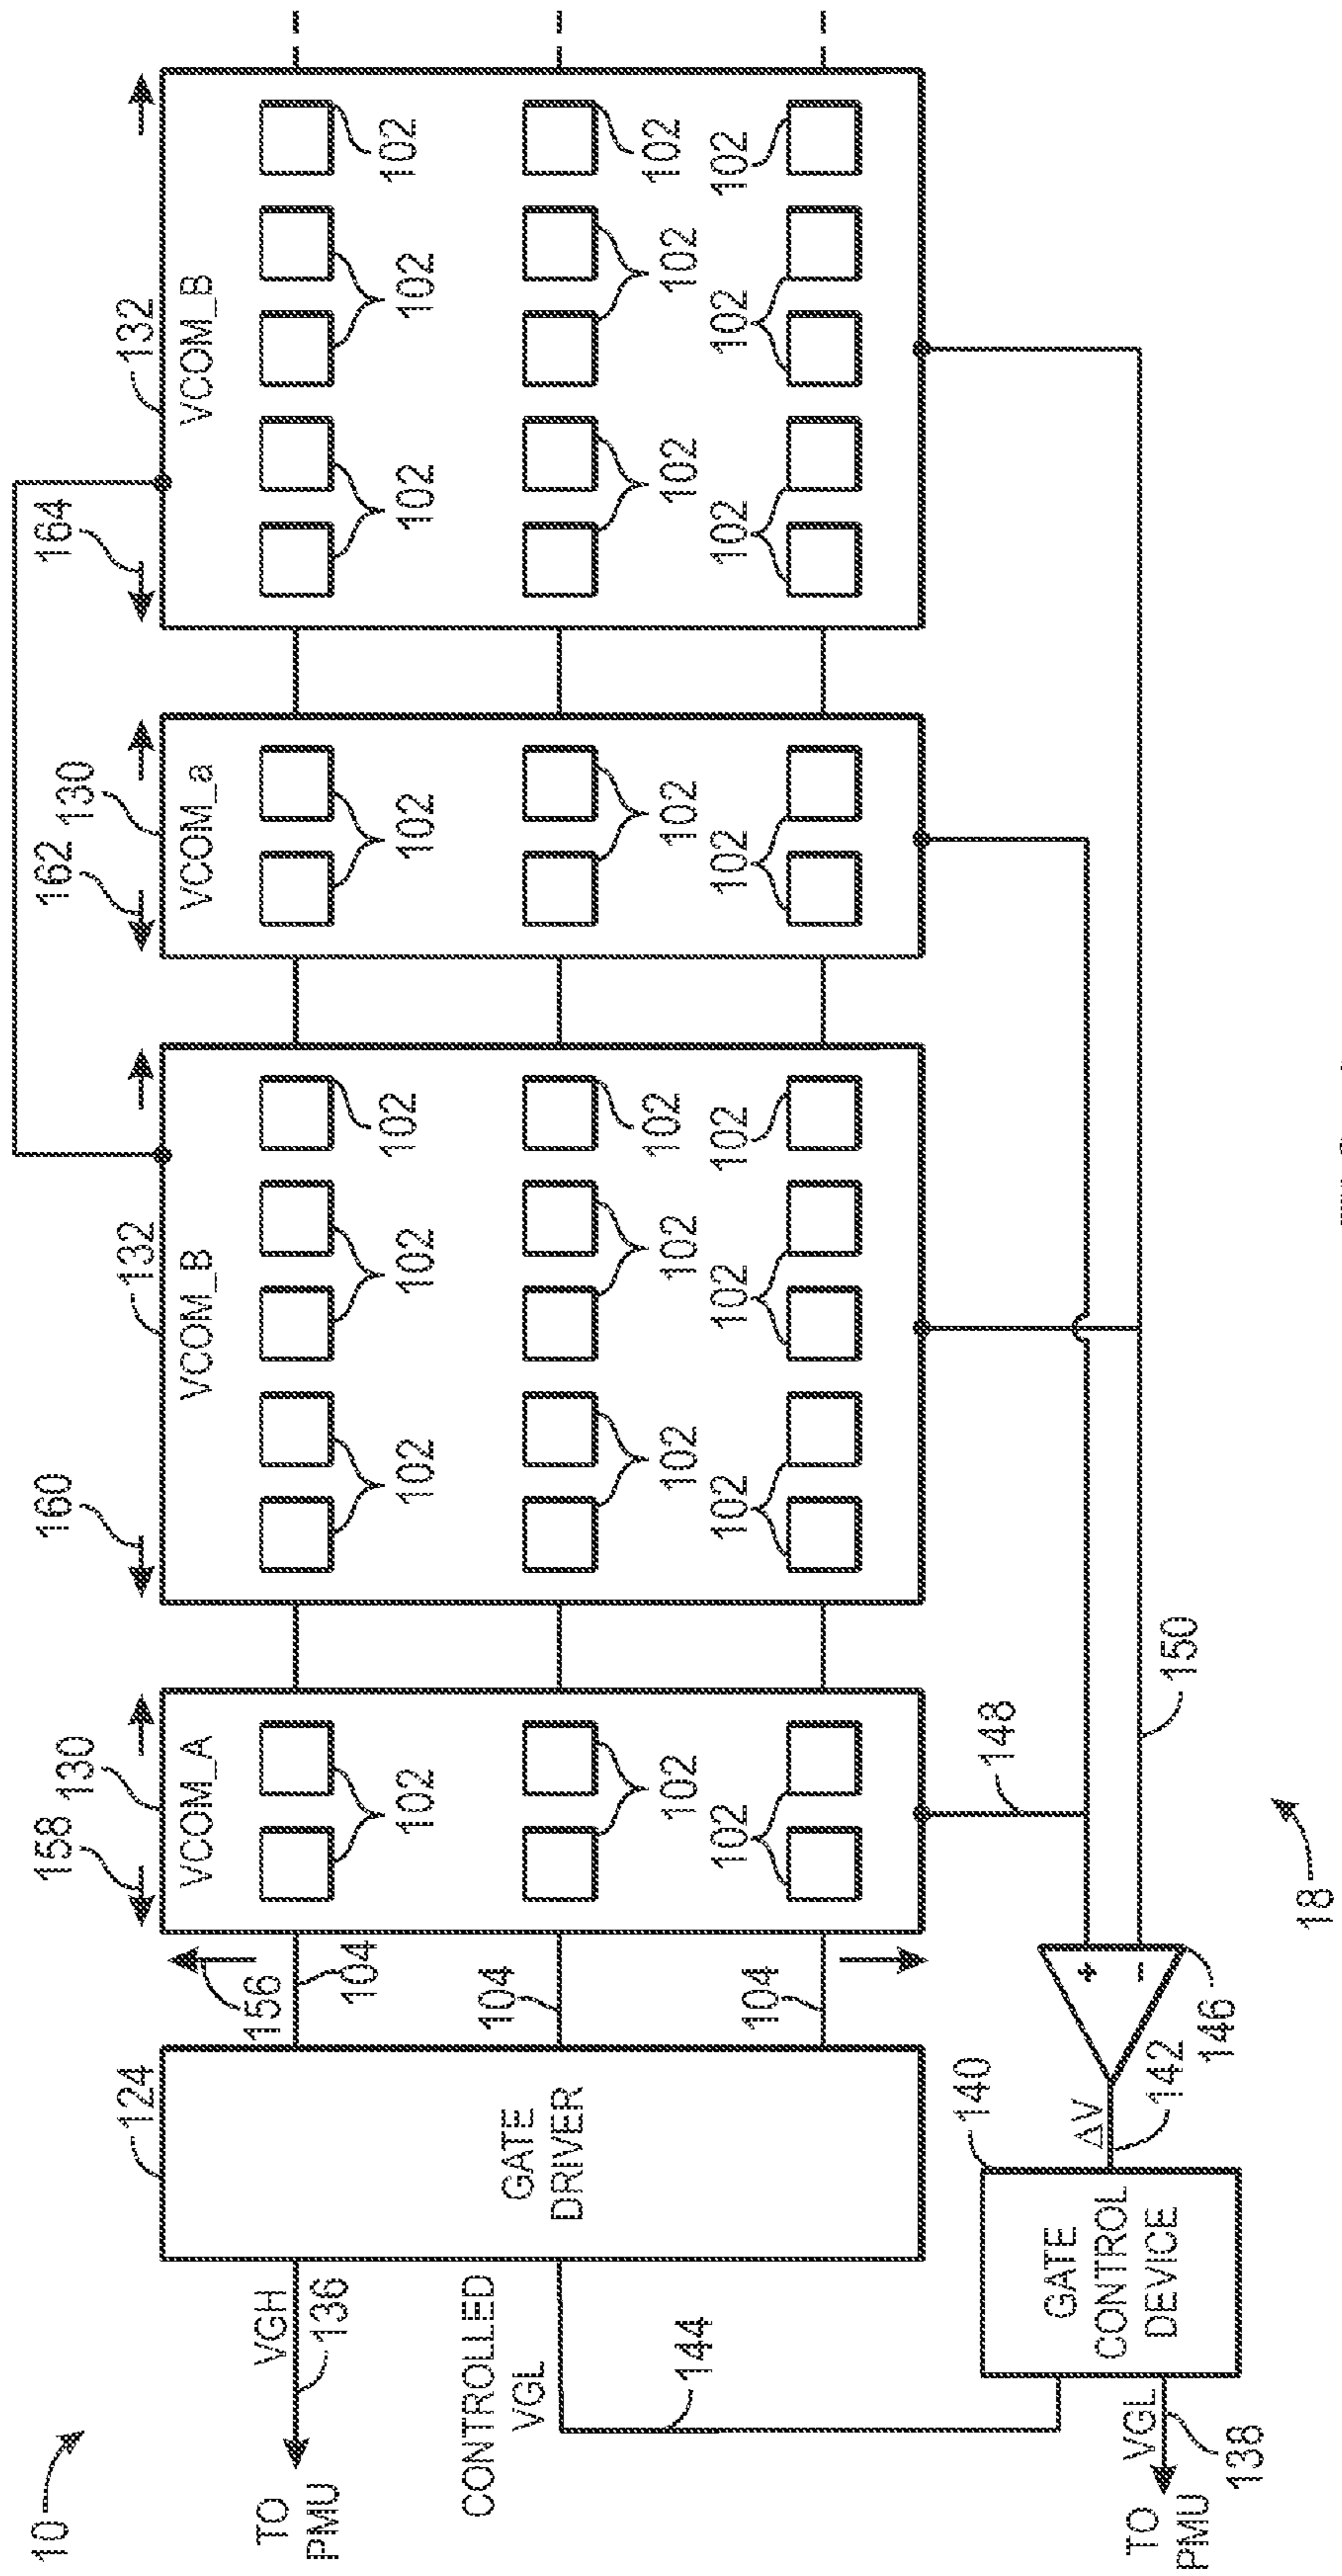 10
158
160
162
164
124
130
132
130
132
VCOM_A
VCOM_B
VCOM_a
VCOM_B
TO
PMU
VGH
136
156
104
102
102
102
102
102
102
102
102
CONTROLLED
VGL
GATE
DRIVER
104
102
102
102
102
102
102
102
102
144
104
102
102
102
102
102
102
102
102
140
148
TO
PMU
VGL
138
GATE
CONTROL
DEVICE
ΔV
142
+
−
146
150
18